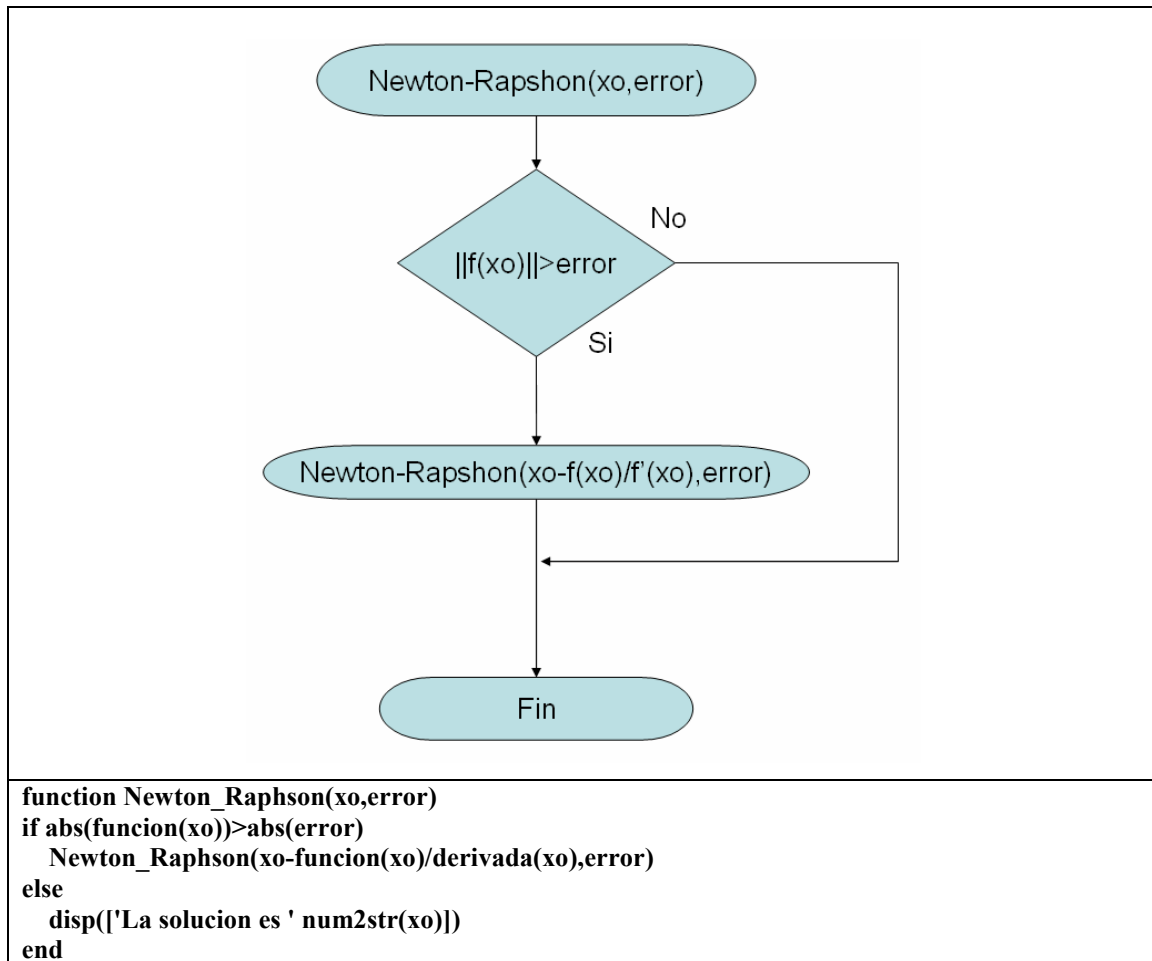 Newton-Rapshon(xo,error)
No
||f(xo)||>error
Si
Newton-Rapshon(xo-f(xo)/f'(xo),error)
Fin
function Newton_Raphson(xo,error)
if abs(funcion(xo))>abs(error)
Newton_Raphson(xo-funcion(xo)/derivada(xo),error)
else
disp(['La solucion es ' num2str(xo)])
end